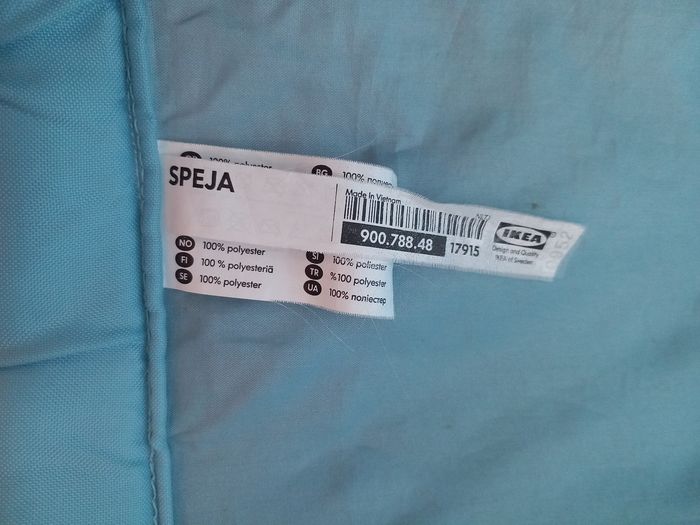 100% polyester
BG 100% полиес
SPEJA
Made in Vietnam
900.788.48
17915
IKEA
Design and Quality
IKEA of Sweden
NO 100% polyester
FI 100 % polyesteriä
SE 100% polyester
SI 100% poliester
TR %100 polyester
UA 100% поліестер